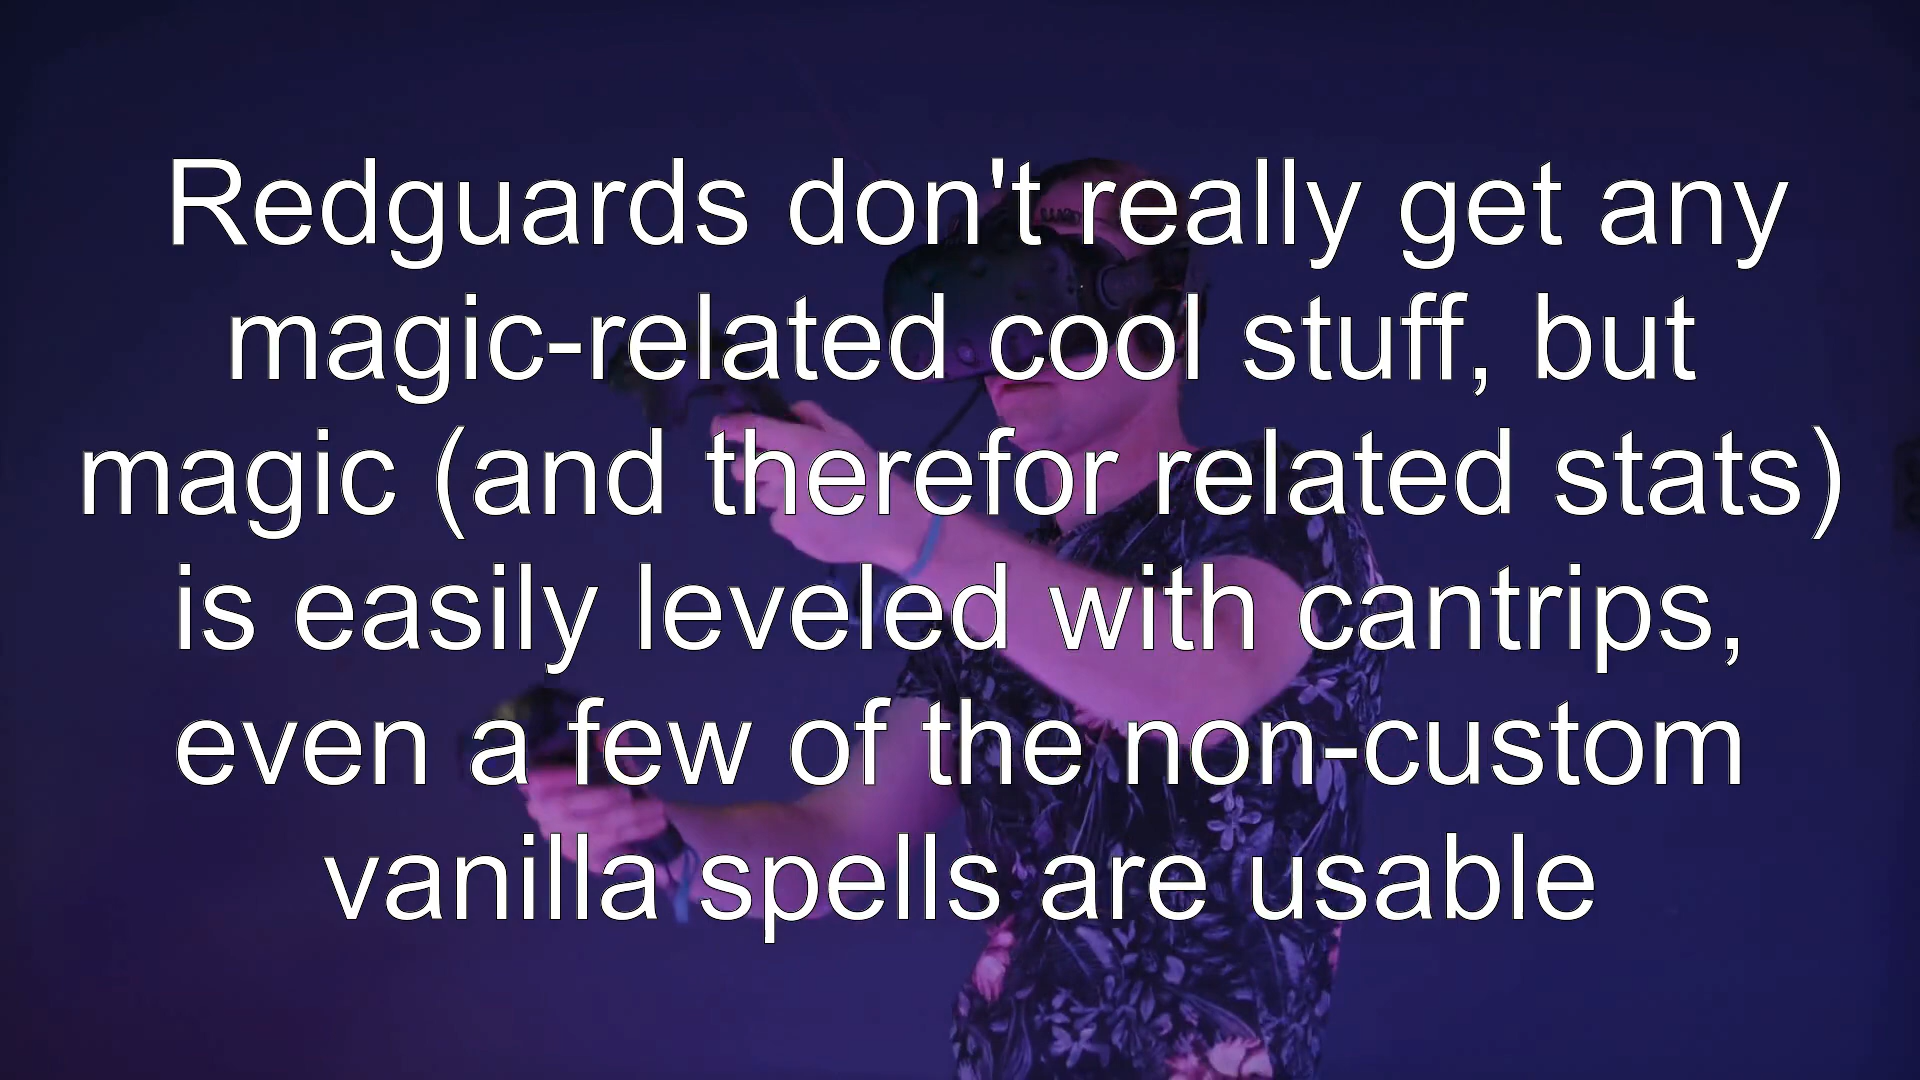 Redguards don't really get any
magic-related cool stuff, but
magic (and therefor related stats)
is easily leveled with cantrips,
even a few of the non-custom
vanilla spells are usable